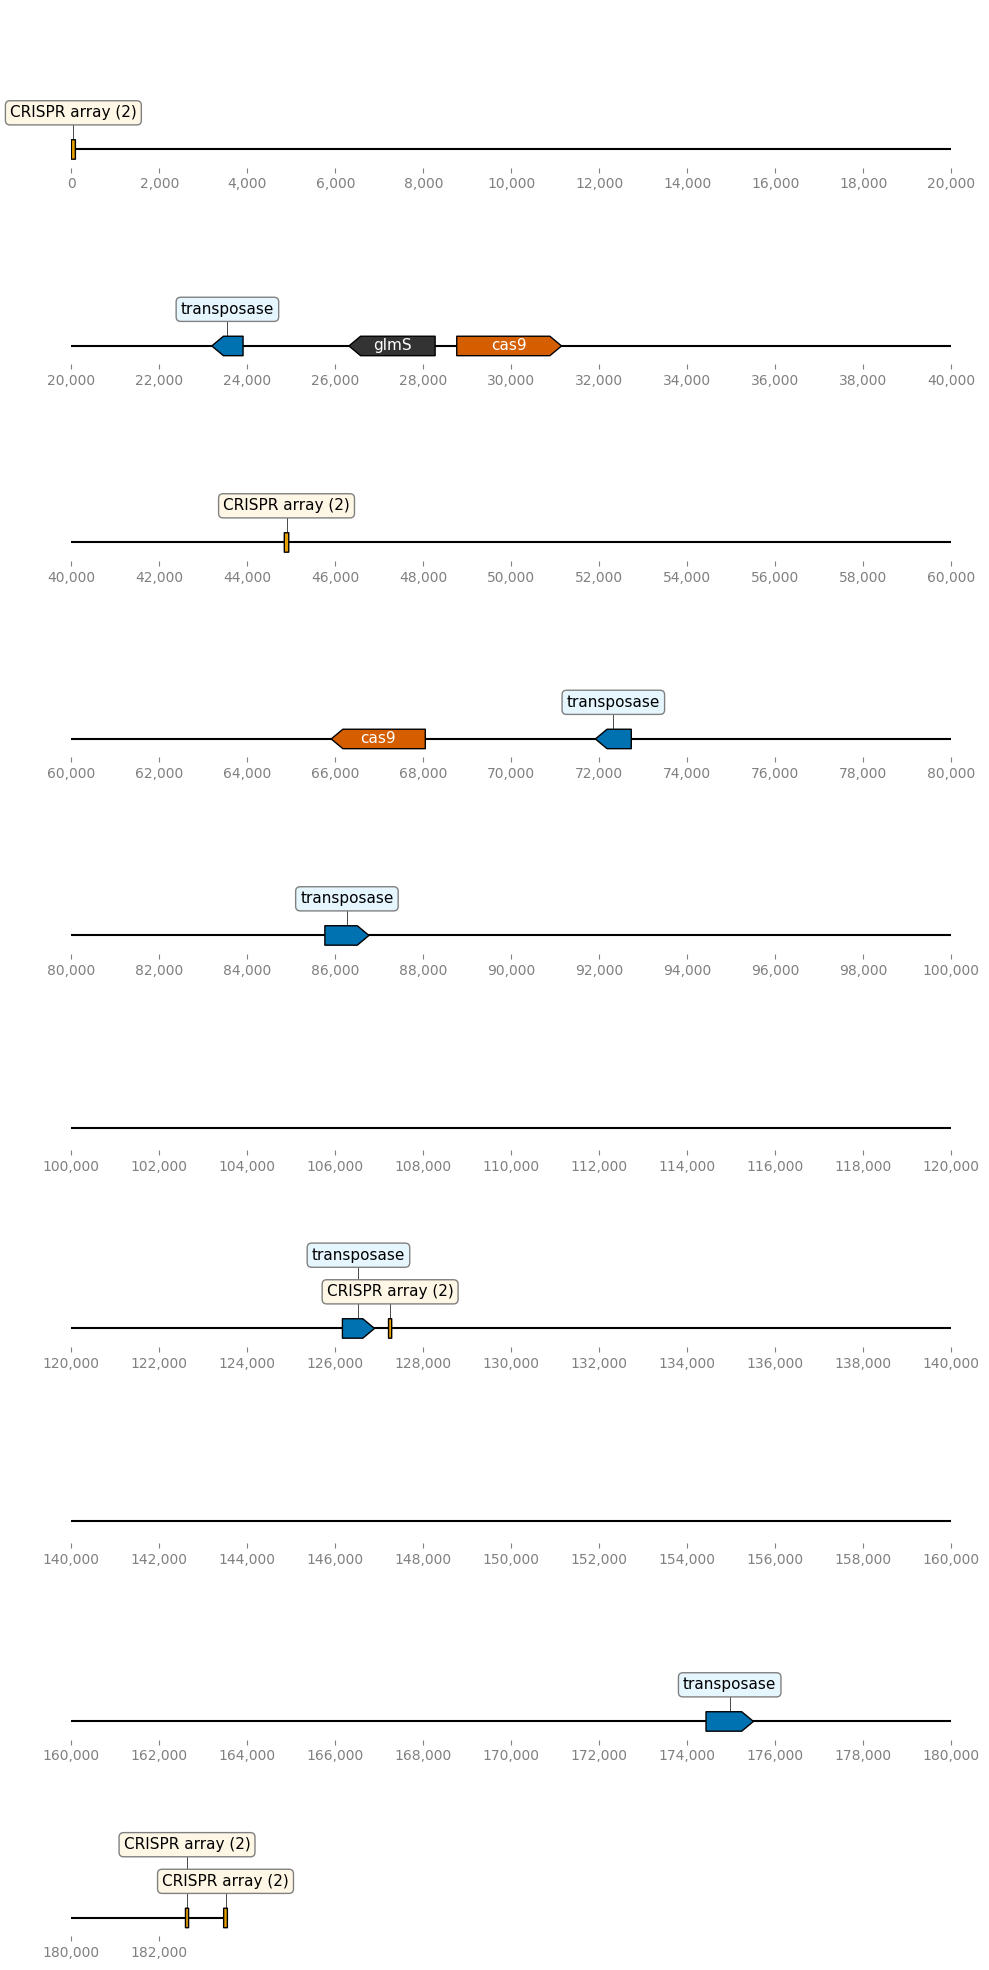 CRISPR array (2)
0 2,000 4,000 6,000 8,000 10,000 12,000 14,000 16,000 18,000 20,000
transposase
glmS cas9
20,000 22,000 24,000 26,000 28,000 30,000 32,000 34,000 36,000 38,000 40,000
CRISPR array (2)
40,000 42,000 44,000 46,000 48,000 50,000 52,000 54,000 56,000 58,000 60,000
transposase
cas9
60,000 62,000 64,000 66,000 68,000 70,000 72,000 74,000 76,000 78,000 80,000
transposase
80,000 82,000 84,000 86,000 88,000 90,000 92,000 94,000 96,000 98,000 100,000
100,000 102,000 104,000 106,000 108,000 110,000 112,000 114,000 116,000 118,000 120,000
transposase
CRISPR array (2)
120,000 122,000 124,000 126,000 128,000 130,000 132,000 134,000 136,000 138,000 140,000
140,000 142,000 144,000 146,000 148,000 150,000 152,000 154,000 156,000 158,000 160,000
transposase
160,000 162,000 164,000 166,000 168,000 170,000 172,000 174,000 176,000 178,000 180,000
CRISPR array (2)
CRISPR array (2)
180,000 182,000